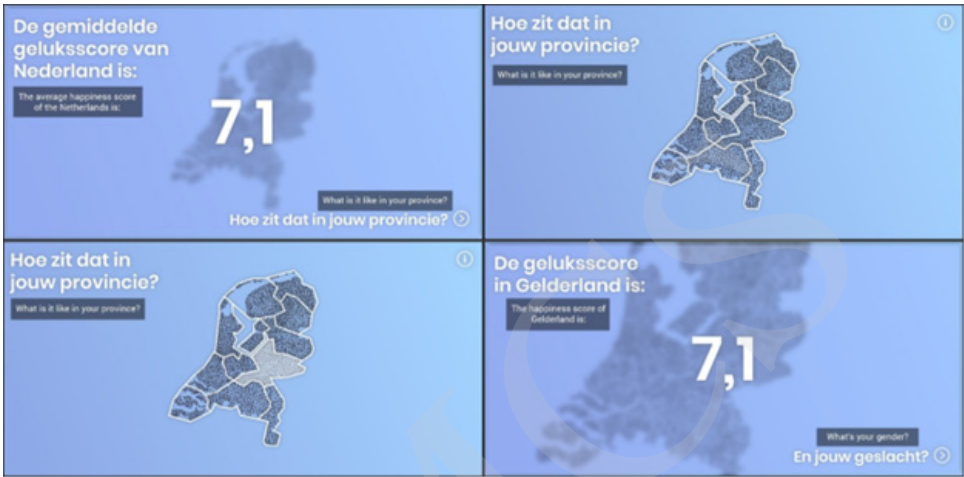 De gemiddelde
geluksscore van
Nederland is:
The average happiness score
of the Netherlands is:
7,1
What is it like in your province?
Hoe zit dat in jouw provincie?
Hoe zit dat in
jouw provincie?
What is it like in your province?
Hoe zit dat in
jouw provincie?
What is it like in your province?
De geluksscore
in Gelderland is:
The happiness score of
Gelderland is:
7,1
What's your gender?
En jouw geslacht?